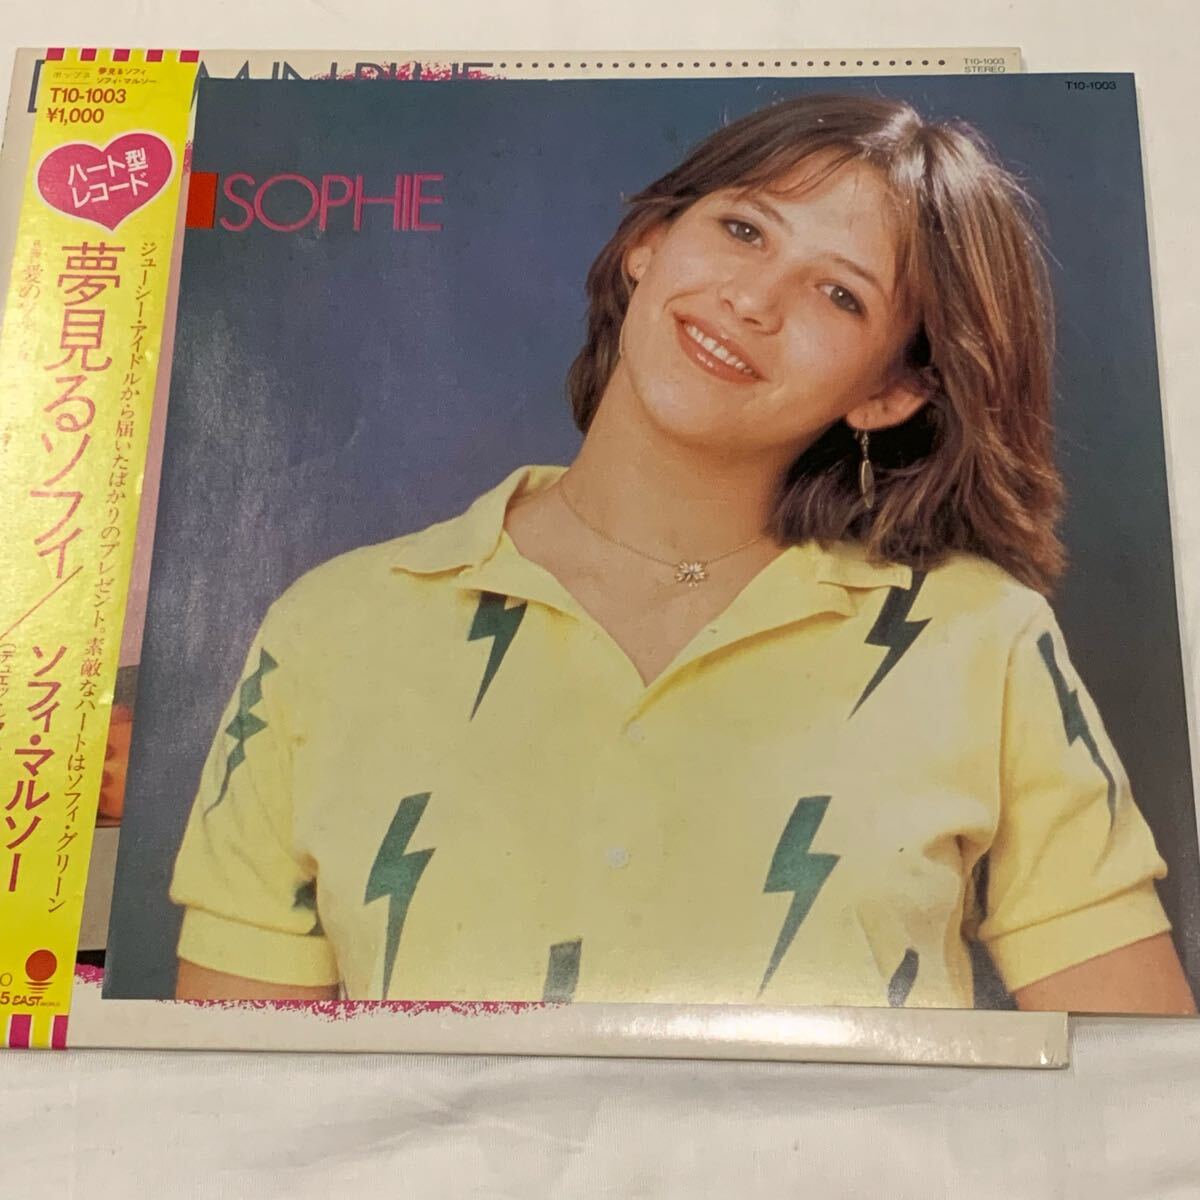 ポップス
夢見るソフィ
ソフィ・マルソー
T10-1003
¥1,000
ハート型
レコード
ジューシー・アイドルから届いたばかりのプレゼント。素敵なハートはソフィ・グリーン
夢見るソフィ/ソフィ・マルソー
EAST WORLD
T10-1003
STEREO
T10-1003
SOPHIE